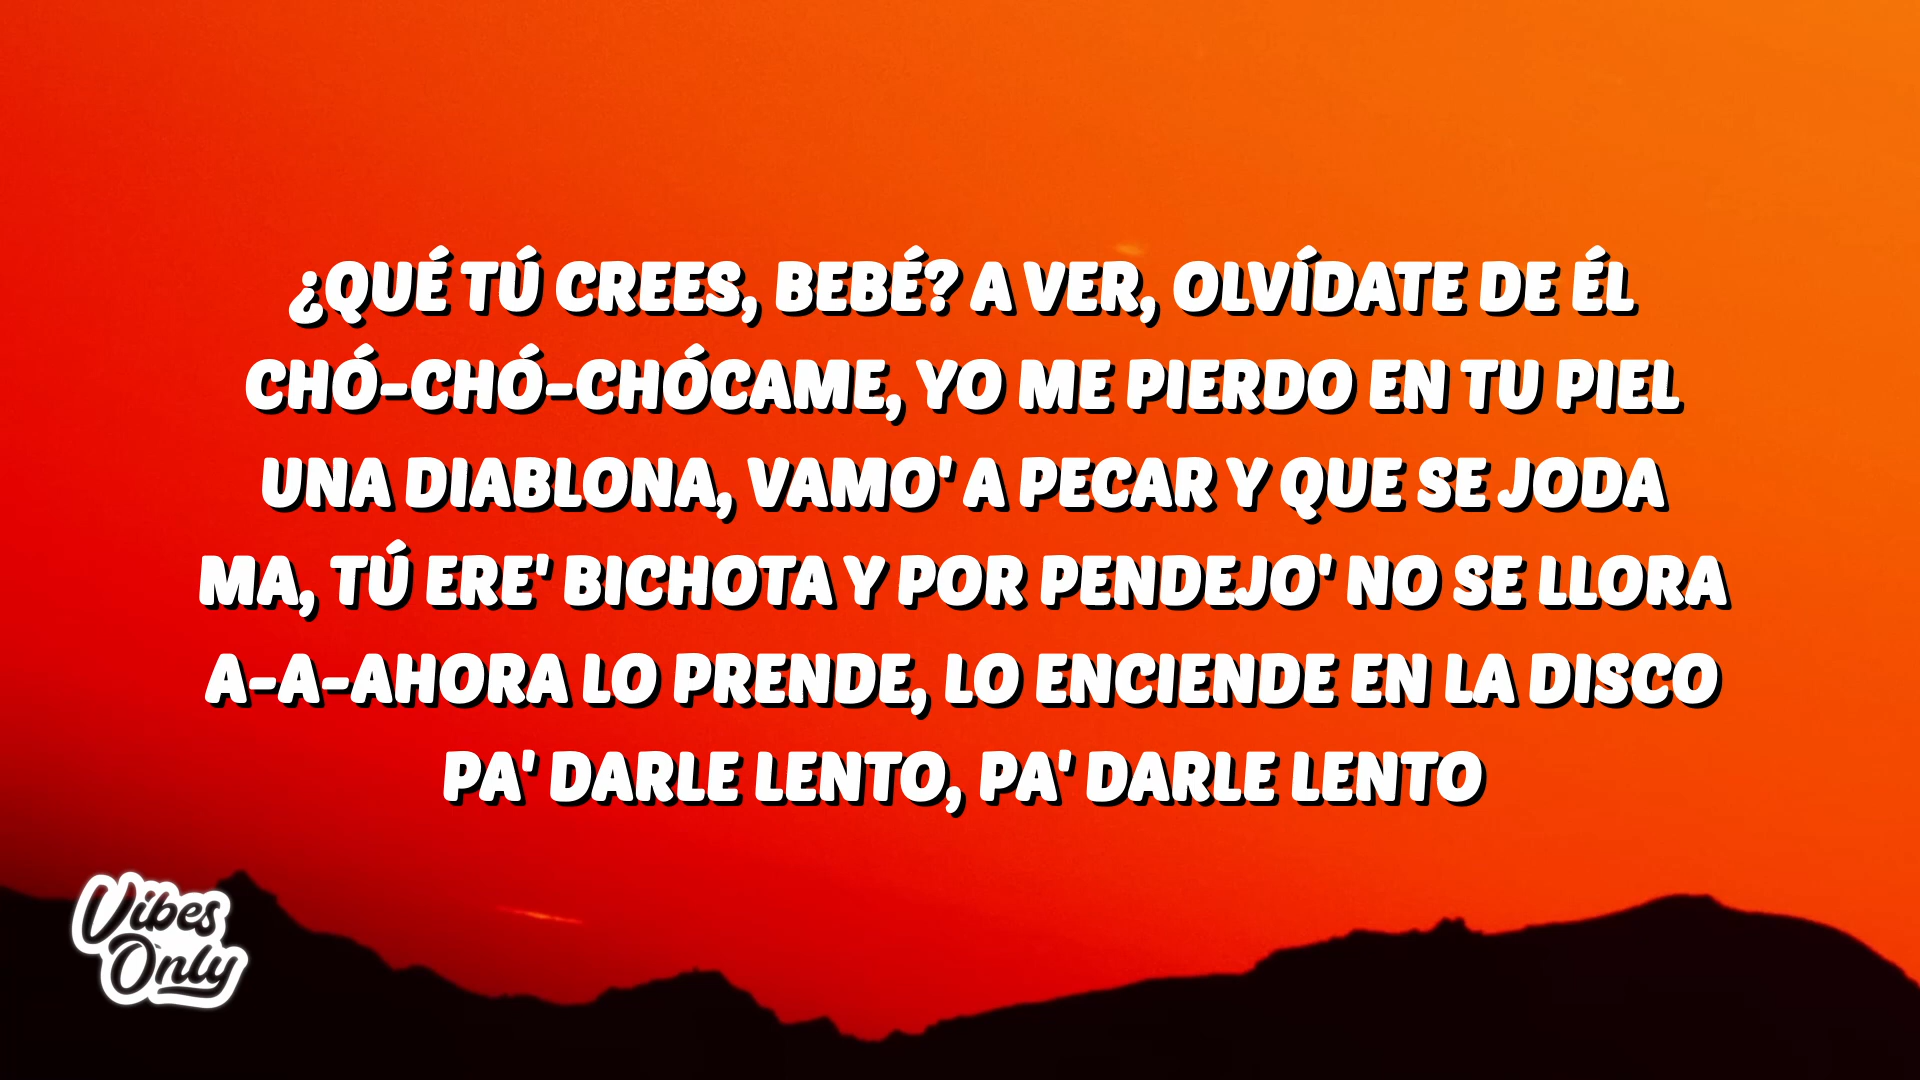 ¿QUÉ TÚ CREES, BEBÉ? A VER, OLVÍDATE DE ÉL
CHÓ-CHÓ-CHÓCAME, YO ME PIERDO EN TU PIEL
UNA DIABLONA, VAMO' A PECAR Y QUE SE JODA
MA, TÚ ERE' BICHOTA Y POR PENDEJO' NO SE LLORA
A-A-AHORA LO PRENDE, LO ENCIENDE EN LA DISCO
PA' DARLE LENTO, PA' DARLE LENTO
Vibes
Only